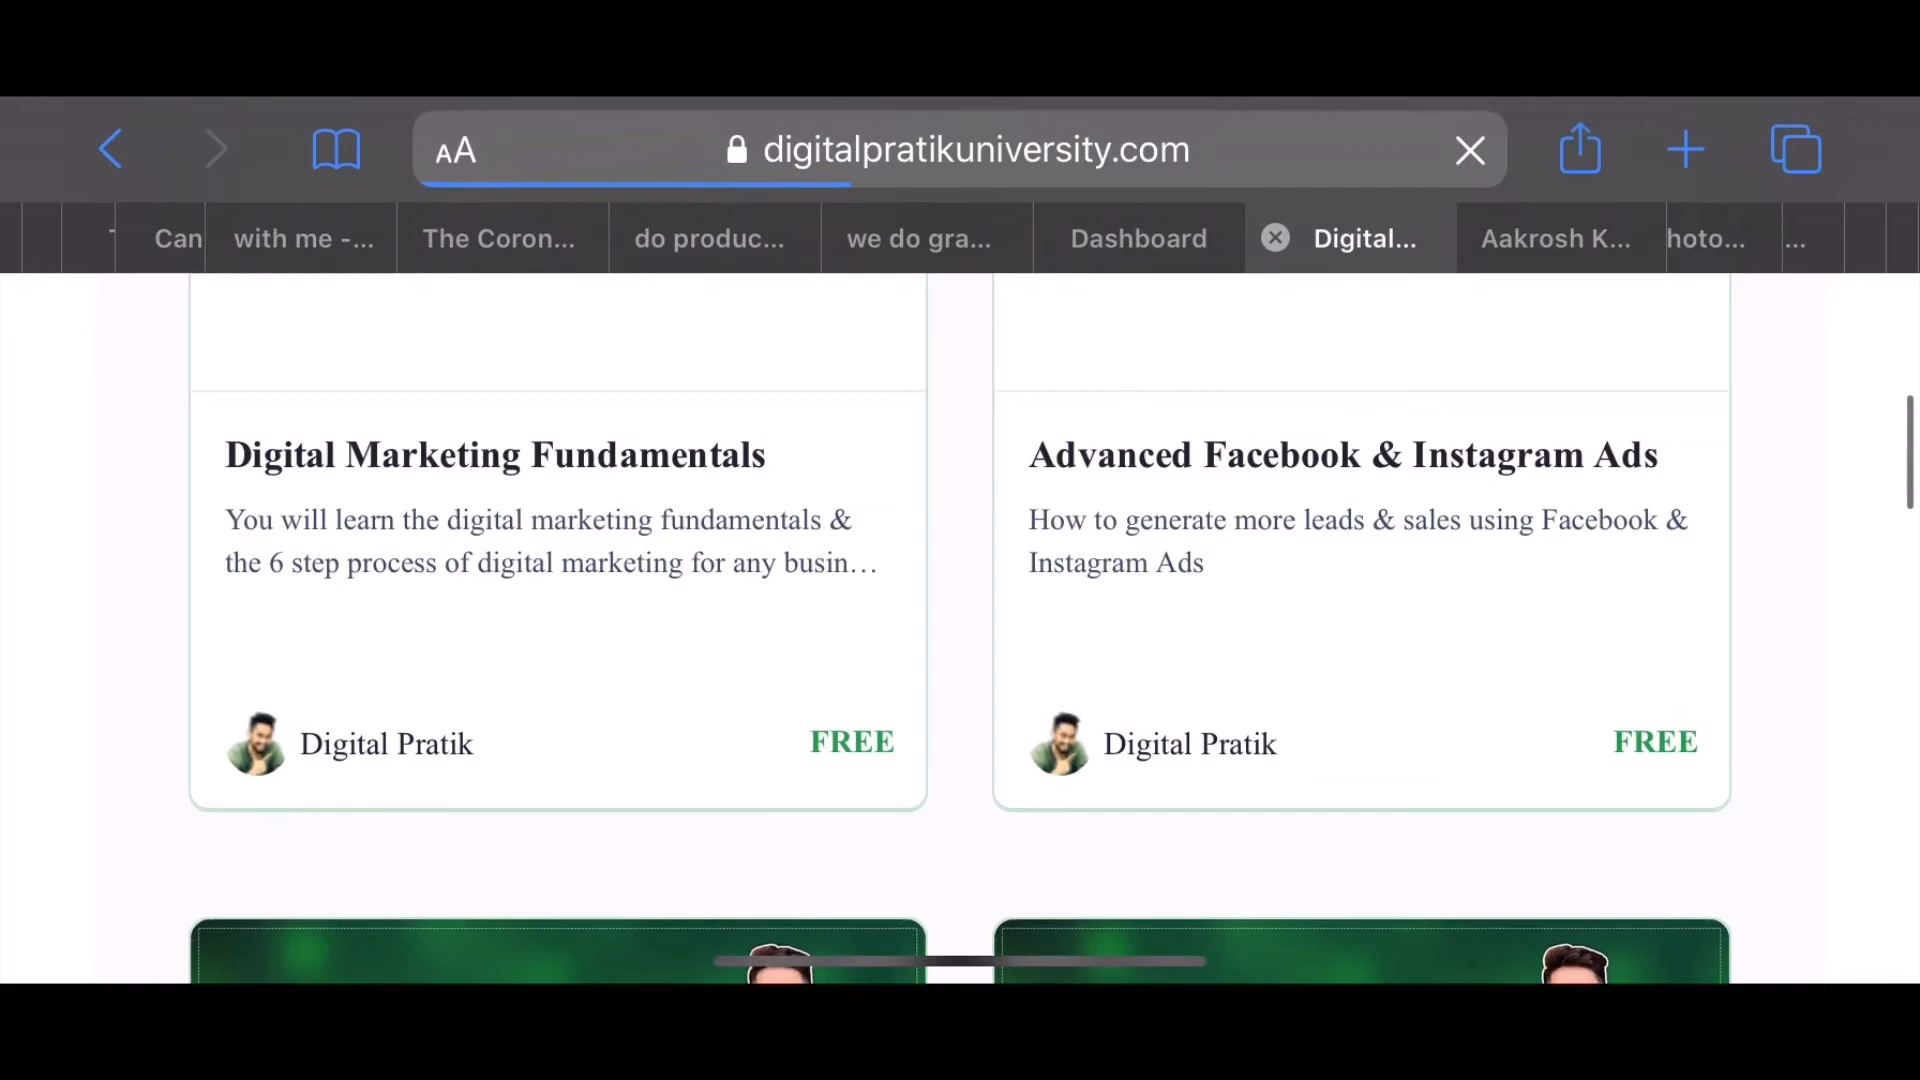 AA digitalpratikuniversity.com
Can with me -... The Coron... do produc... we do gra... Dashboard Digital... Aakrosh K... hoto... ...
Digital Marketing Fundamentals
You will learn the digital marketing fundamentals &
the 6 step process of digital marketing for any busin...
Digital Pratik FREE
Advanced Facebook & Instagram Ads
How to generate more leads & sales using Facebook &
Instagram Ads
Digital Pratik FREE